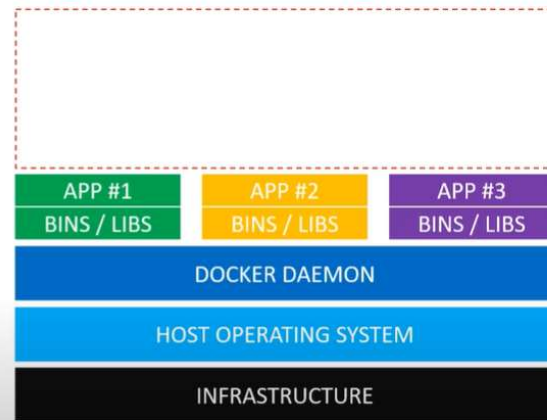 APP #1 APP #2 APP #3
BINS / LIBS BINS / LIBS BINS / LIBS
DOCKER DAEMON
HOST OPERATING SYSTEM
INFRASTRUCTURE